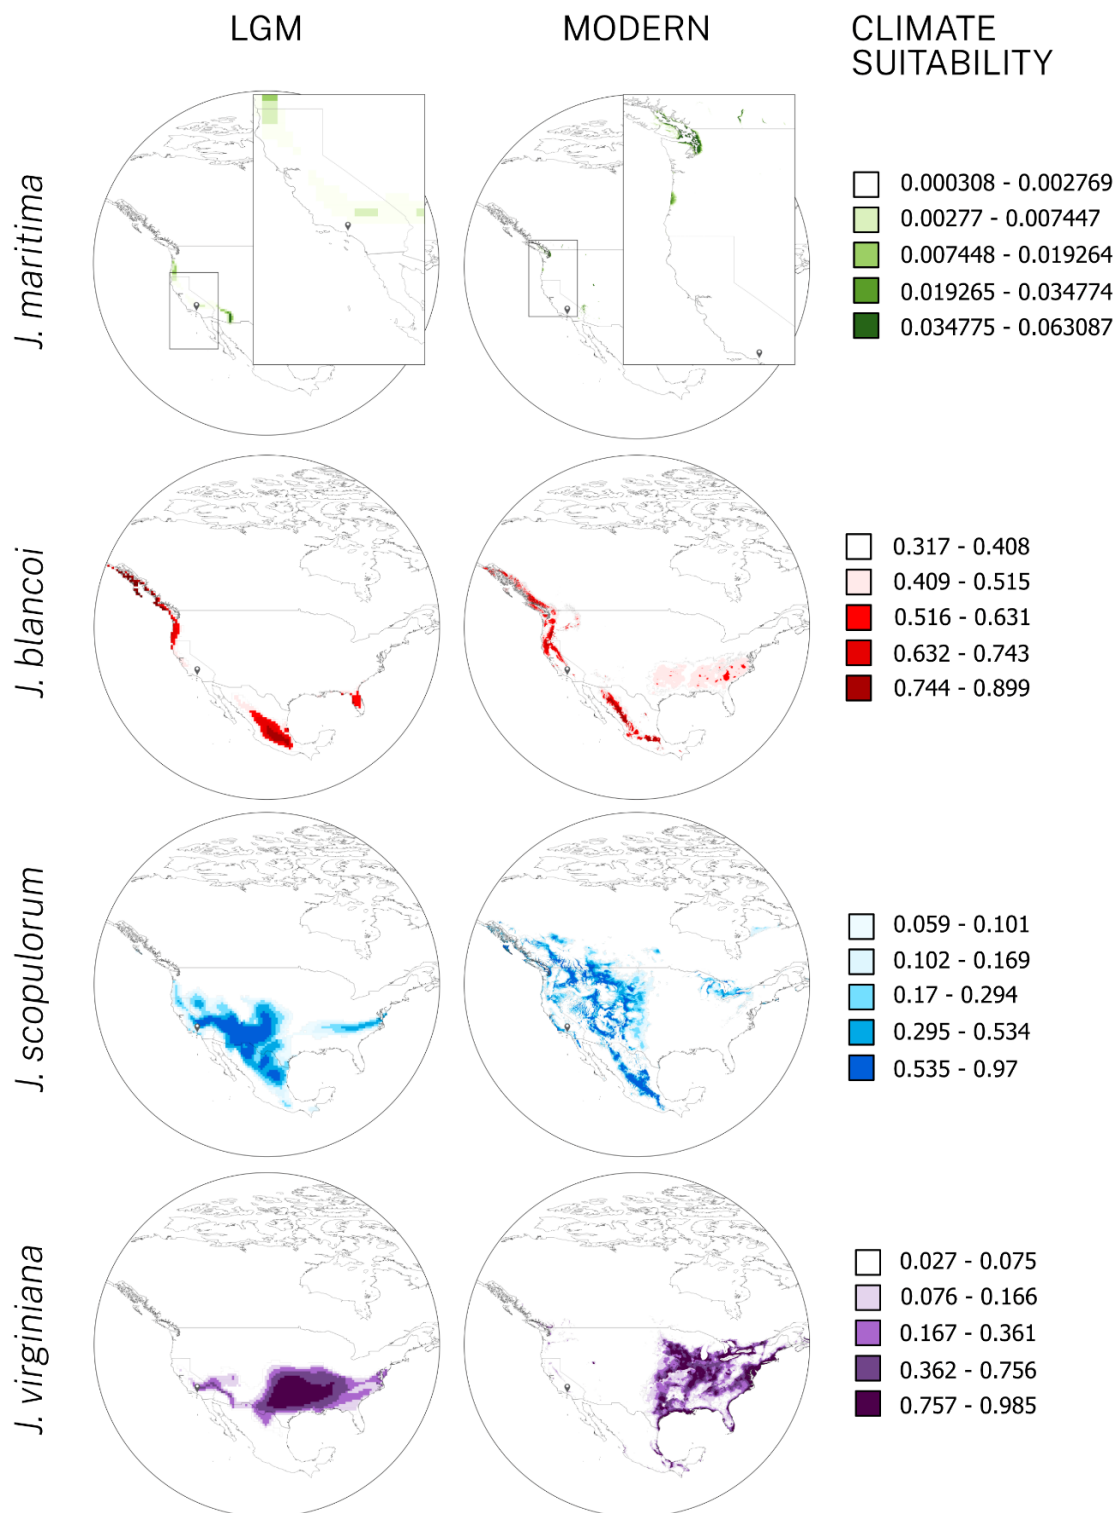 LGM
MODERN
CLIMATE
SUITABILITY
J. maritima
0.000308 - 0.002769
0.00277 - 0.007447
0.007448 - 0.019264
0.019265 - 0.034774
0.034775 - 0.063087
J. blancoi
0.317 - 0.408
0.409 - 0.515
0.516 - 0.631
0.632 - 0.743
0.744 - 0.899
J. scopulorum
0.059 - 0.101
0.102 - 0.169
0.17 - 0.294
0.295 - 0.534
0.535 - 0.97
J. virginiana
0.027 - 0.075
0.076 - 0.166
0.167 - 0.361
0.362 - 0.756
0.757 - 0.985